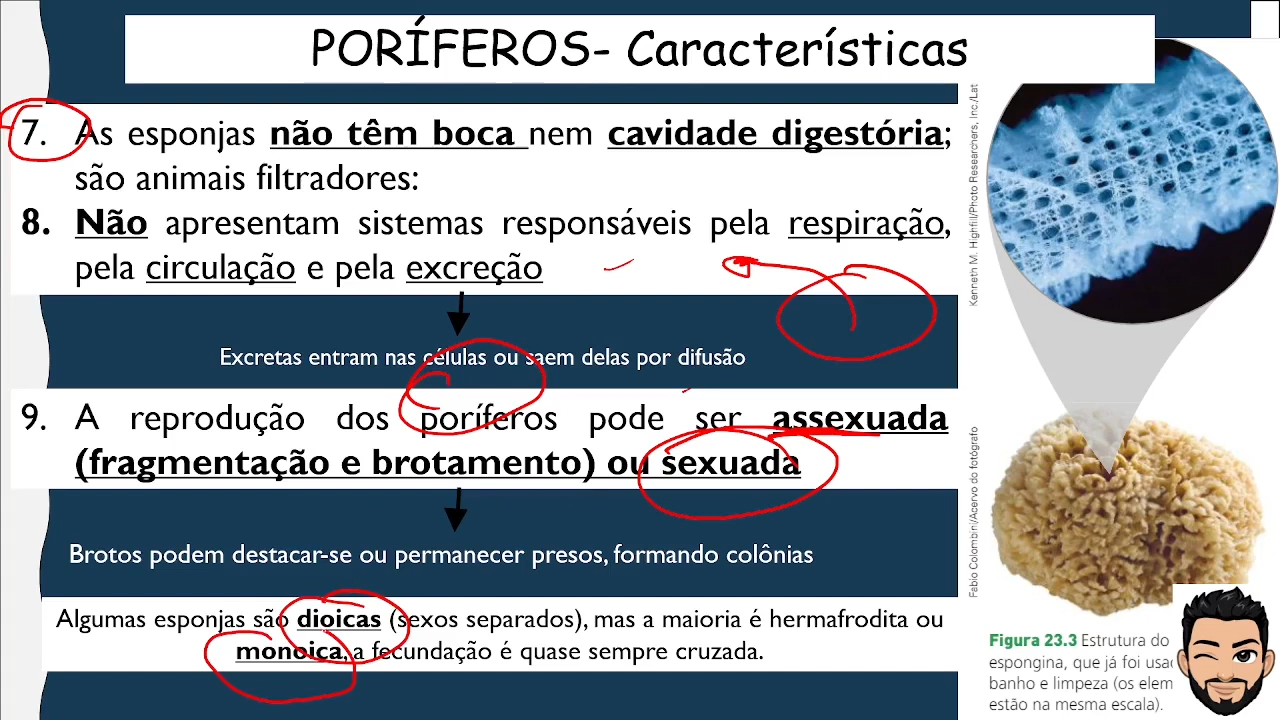 PORÍFEROS- Características
7. As esponjas não têm boca nem cavidade digestória;
são animais filtradores:
8. Não apresentam sistemas responsáveis pela respiração,
pela circulação e pela excreção
Excretas entram nas células ou saem delas por difusão
9. A reprodução dos poríferos pode ser assexuada
(fragmentação e brotamento) ou sexuada
Brotos podem destacar-se ou permanecer presos, formando colônias
Algumas esponjas são dioicas (sexos separados), mas a maioria é hermafrodita ou
monoica, a fecundação é quase sempre cruzada.
Kenneth M. Highfill/Photo Researchers, Inc./Lat
Fabio Colombini/Acervo do fotógrafo
Figura 23.3 Estrutura do
espongina, que já foi usa
banho e limpeza (os elem
estão na mesma escala).